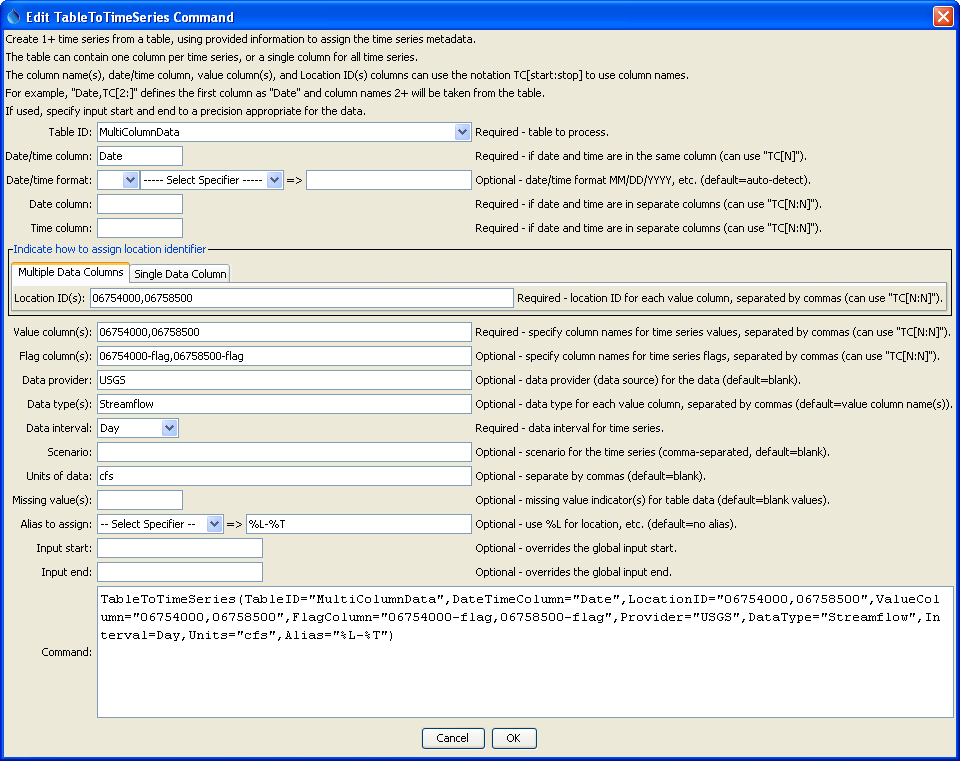 Edit TableToTimeSeries Command
Create 1+ time series from a table, using provided information to assign the time series metadata.
The table can contain one column per time series, or a single column for all time series.
The column name(s), date/time column, value column(s), and Location ID(s) columns can use the notation TC[start:stop] to use column names.
For example, "Date,TC[2:]" defines the first column as "Date" and column names 2+ will be taken from the table.
If used, specify input start and end to a precision appropriate for the data.
Table ID: MultiColumnData Required - table to process.
Date/time column: Date Required - if date and time are in the same column (can use "TC[N]").
Date/time format: ----- Select Specifier ----- => Optional - date/time format MM/DD/YYYY, etc. (default=auto-detect).
Date column: Required - if date and time are in separate columns (can use "TC[N:N]").
Time column: Required - if date and time are in separate columns (can use "TC[N:N]").
Indicate how to assign location identifier
Multiple Data Columns Single Data Column
Location ID(s): 06754000,06758500 Required - location ID for each value column, separated by commas (can use "TC[N:N]").
Value column(s): 06754000,06758500 Required - specify column names for time series values, separated by commas (can use "TC[N:N]").
Flag column(s): 06754000-flag,06758500-flag Optional - specify column names for time series flags, separated by commas (can use "TC[N:N]").
Data provider: USGS Optional - data provider (data source) for the data (default=blank).
Data type(s): Streamflow Optional - data type for each value column, separated by commas (default=value column name(s)).
Data interval: Day Required - data interval for time series.
Scenario: Optional - scenario for the time series (comma-separated, default=blank).
Units of data: cfs Optional - separate by commas (default=blank).
Missing value(s): Optional - missing value indicator(s) for table data (default=blank values).
Alias to assign: -- Select Specifier -- => %L-%T Optional - use %L for location, etc. (default=no alias).
Input start: Optional - overrides the global input start.
Input end: Optional - overrides the global input end.
TableToTimeSeries(TableID="MultiColumnData",DateTimeColumn="Date",LocationID="06754000,06758500",ValueCol
umn="06754000,06758500",FlagColumn="06754000-flag,06758500-flag",Provider="USGS",DataType="Streamflow",In
terval=Day,Units="cfs",Alias="%L-%T")
Command:
Cancel OK